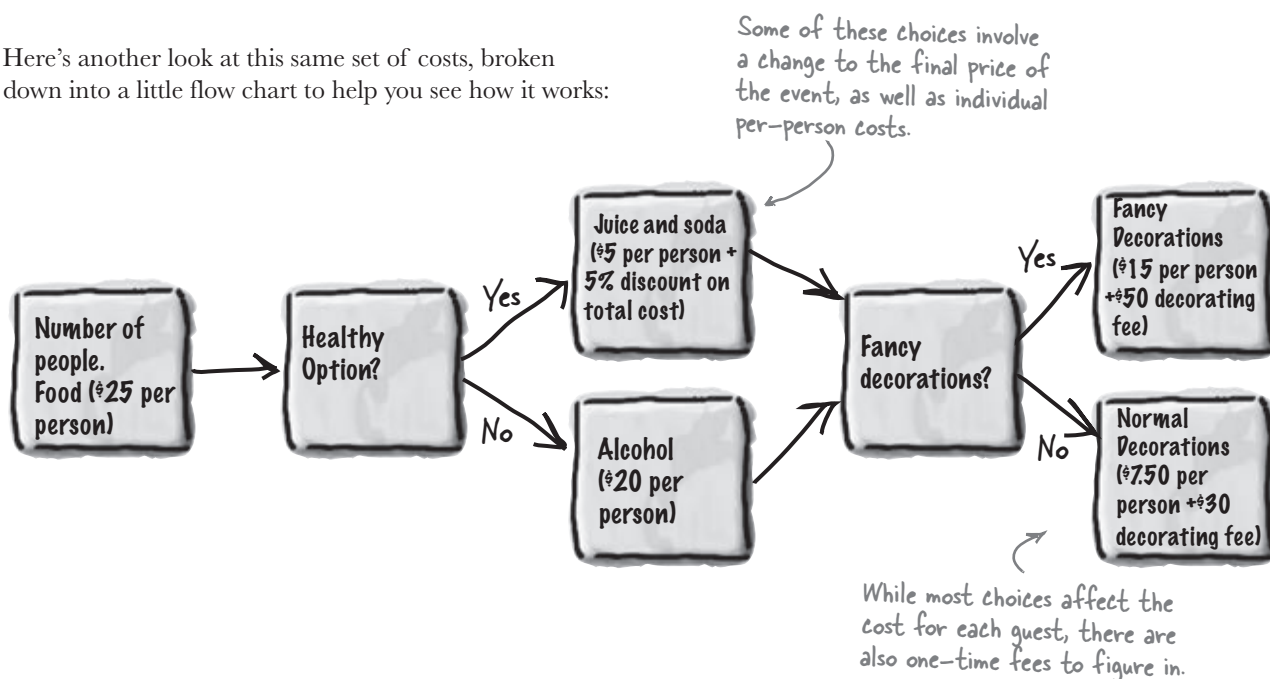 Here's another look at this same set of costs, broken
down into a little flow chart to help you see how it works:
Some of these choices involve
a change to the final price of
the event, as well as individual
per-person costs.
Number of
people.
Food ($25 per
person)
Healthy
Option?
Yes
No
Juice and soda
($5 per person +
5% discount on
total cost)
Alcohol
($20 per
person)
Fancy
decorations?
Yes
No
Fancy
Decorations
($15 per person
+$50 decorating
fee)
Normal
Decorations
($7.50 per
person +$30
decorating fee)
While most choices affect the
cost for each guest, there are
also one-time fees to figure in.